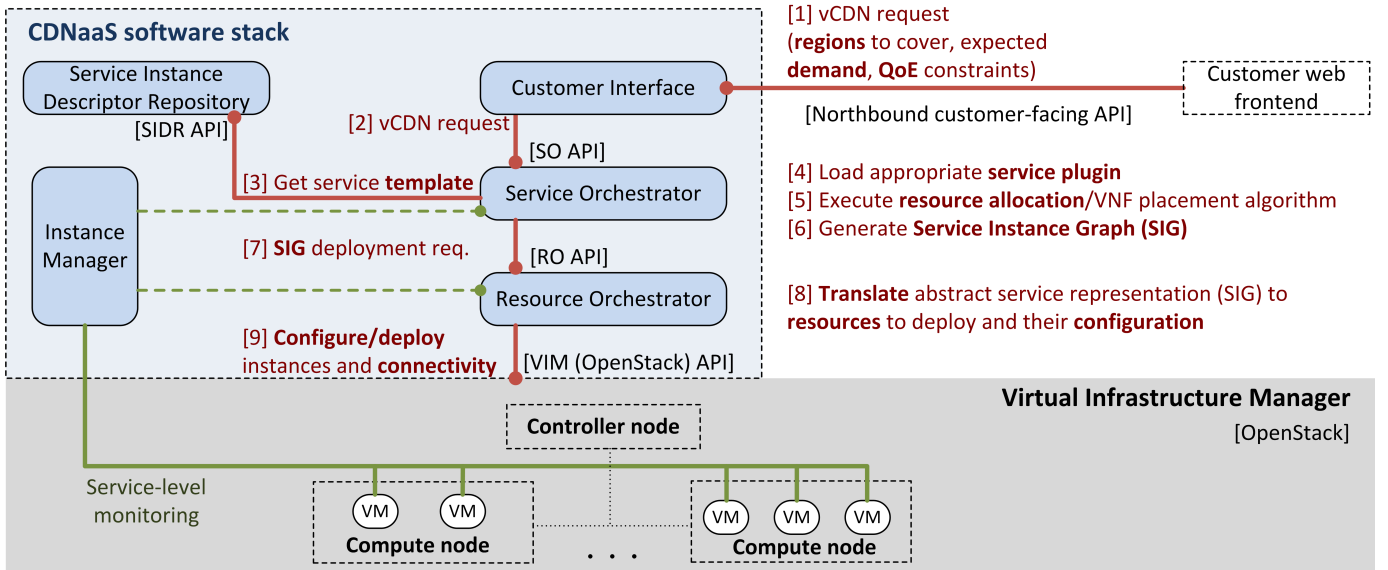 CDNaaS software stack
Service Instance
Descriptor Repository
[SIDR API]
Customer Interface
[1] vCDN request
(regions to cover, expected
demand, QoE constraints)
[Northbound customer-facing API]
Customer web
frontend
[2] vCDN request
[SO API]
[3] Get service template
Service Orchestrator
[4] Load appropriate service plugin
[5] Execute resource allocation/VNF placement algorithm
[6] Generate Service Instance Graph (SIG)
Instance
Manager
[7] SIG deployment req.
[RO API]
Resource Orchestrator
[8] Translate abstract service representation (SIG) to
resources to deploy and their configuration
[9] Configure/deploy
instances and connectivity
[VIM (OpenStack) API]
Virtual Infrastructure Manager
[OpenStack]
Controller node
Service-level
monitoring
VM
VM
Compute node
. . .
VM
VM
VM
Compute node